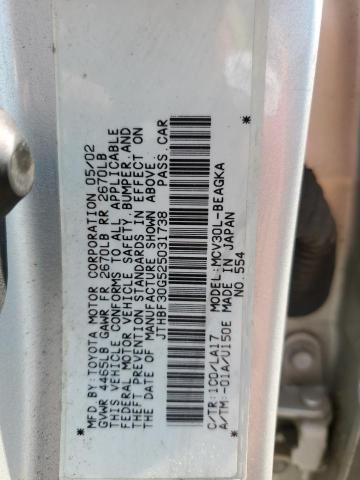 MFD.BY:TOYOTA MOTOR CORPORATION 05/02
GVWR 4465LB GAWR FR 2670LB RR 2670LB
THIS VEHICLE CONFORMS TO ALL APPLICABLE
FEDERAL MOTOR VEHICLE SAFETY, BUMPER, AND
THEFT PREVENTION STANDARDS IN EFFECT ON
THE DATE OF MANUFACTURE SHOWN ABOVE.
* JTHBF30G525031738 PASS.CAR *
C/TR:1C0/LA17 MODEL:MCV30L-BEAGKA
A/TM:-01A/U150E MADE IN JAPAN
NO.554